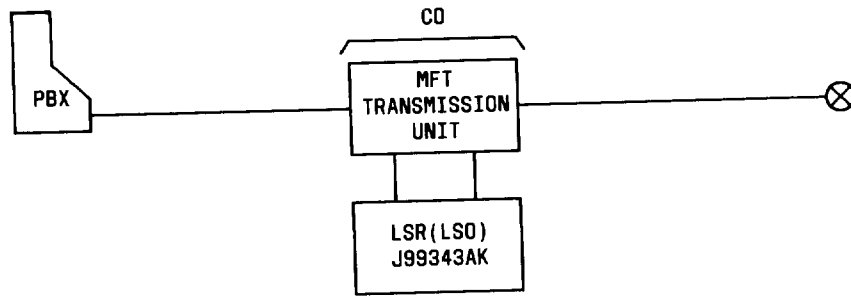 CO
PBX
MFT
TRANSMISSION
UNIT
LSR(LSO)
J99343AK